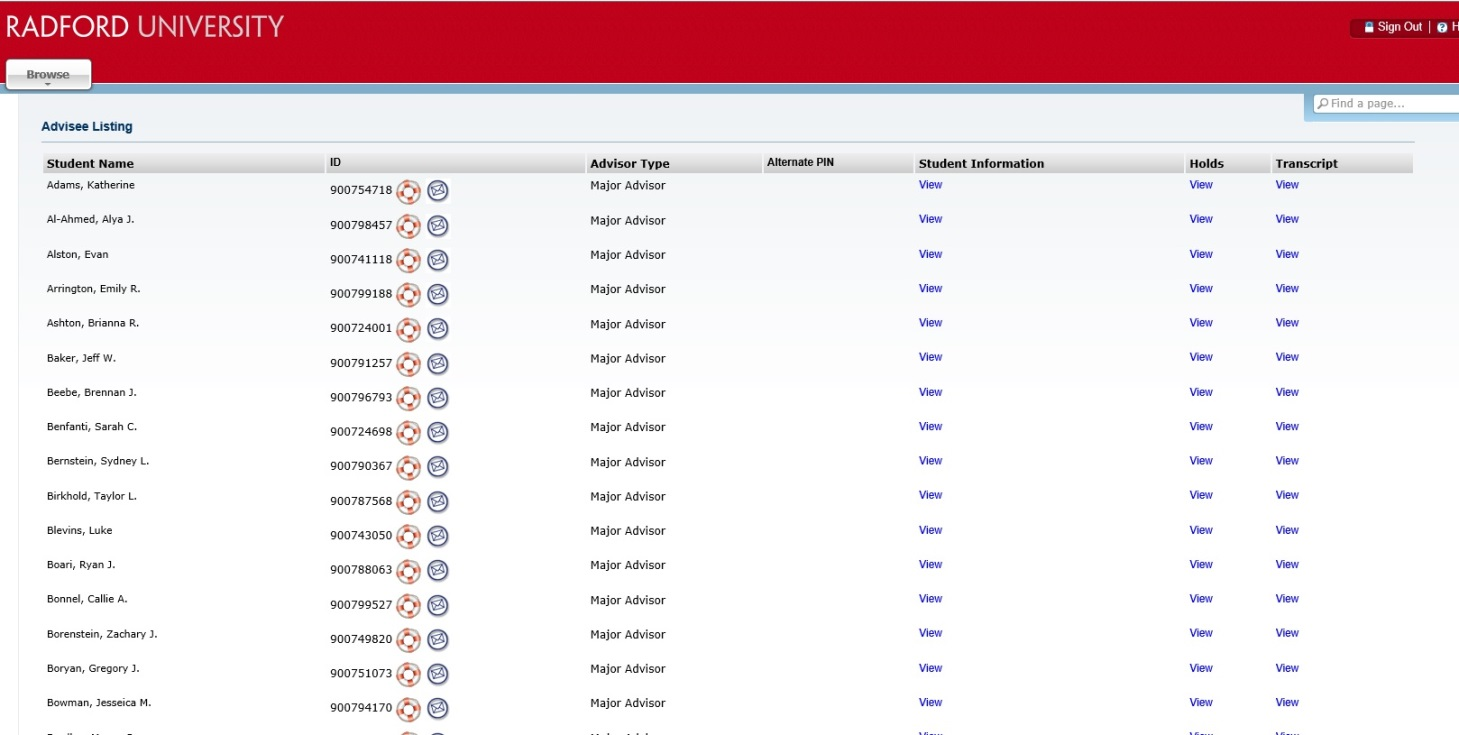 RADFORD UNIVERSITY
Sign Out | H
Browse
Find a page...
Advisee Listing
Student Name ID Advisor Type Alternate PIN Student Information Holds Transcript
Adams, Katherine 900754718 Major Advisor View View View
Al-Ahmed, Alya J. 900798457 Major Advisor View View View
Alston, Evan 900741118 Major Advisor View View View
Arrington, Emily R. 900799188 Major Advisor View View View
Ashton, Brianna R. 900724001 Major Advisor View View View
Baker, Jeff W. 900791257 Major Advisor View View View
Beebe, Brennan J. 900796793 Major Advisor View View View
Benfanti, Sarah C. 900724698 Major Advisor View View View
Bernstein, Sydney L. 900790367 Major Advisor View View View
Birkhold, Taylor L. 900787568 Major Advisor View View View
Blevins, Luke 900743050 Major Advisor View View View
Boari, Ryan J. 900788063 Major Advisor View View View
Bonnel, Callie A. 900799527 Major Advisor View View View
Borenstein, Zachary J. 900749820 Major Advisor View View View
Boryan, Gregory J. 900751073 Major Advisor View View View
Bowman, Jesseica M. 900794170 Major Advisor View View View